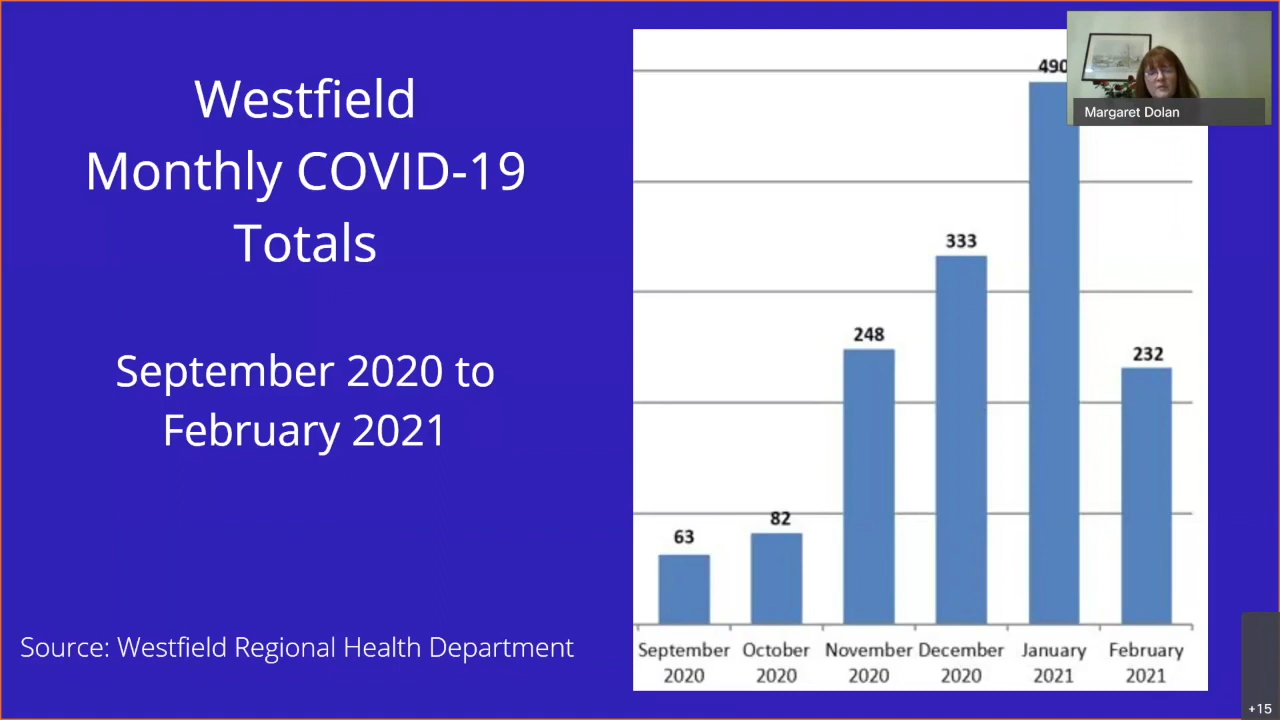 Westfield
Monthly COVID-19
Totals
September 2020 to
February 2021
Source: Westfield Regional Health Department
490
333
248
232
82
63
September October November December January February
2020 2020 2020 2020 2021 2021
Margaret Dolan
+15